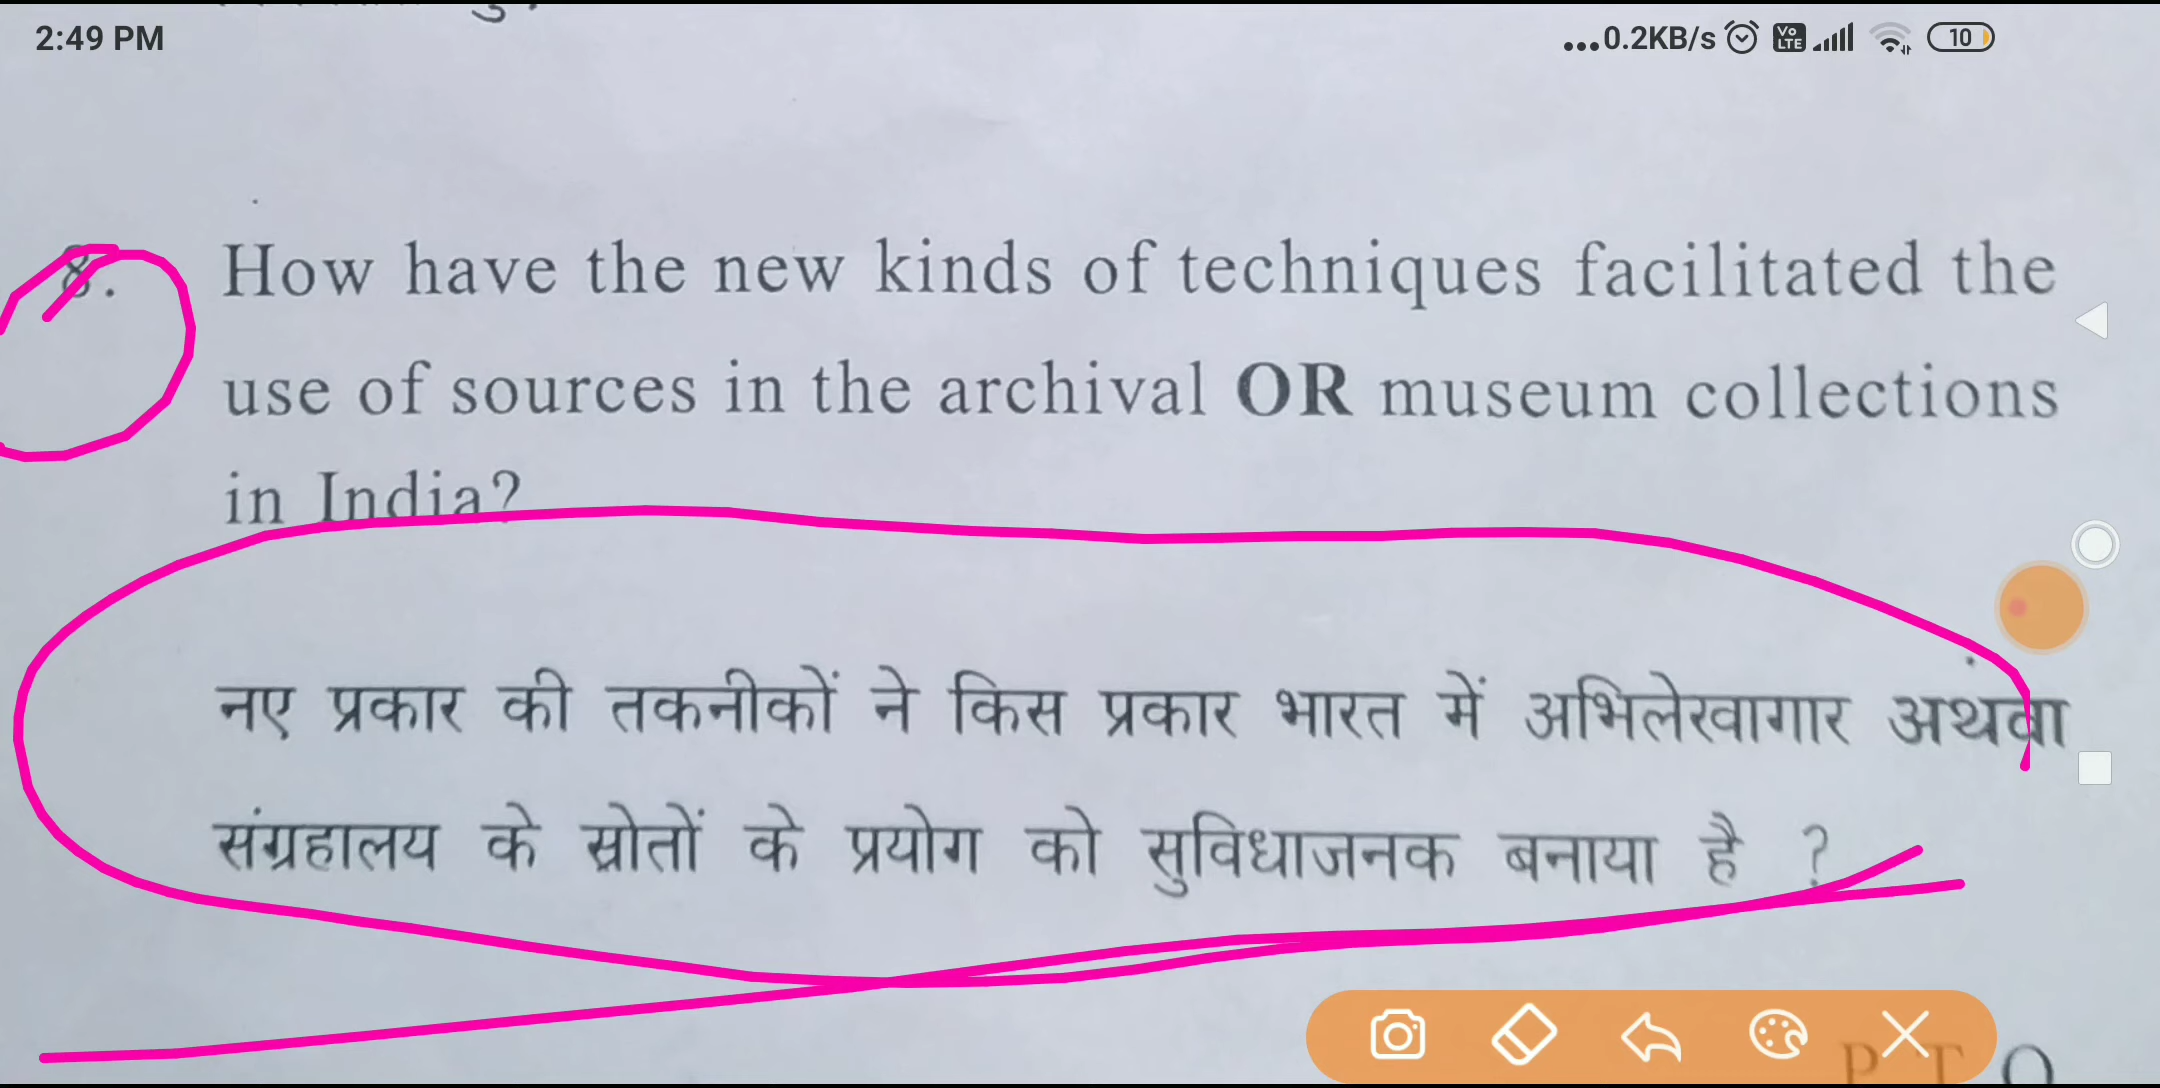 2:49 PM ...0.2KB/s Vo LTE 10
8. How have the new kinds of techniques facilitated the
use of sources in the archival OR museum collections
in India?
नए प्रकार की तकनीकों ने किस प्रकार भारत में अभिलेखागार अथवा
संग्रहालय के स्रोतों के प्रयोग को सुविधाजनक बनाया है ?
P T O